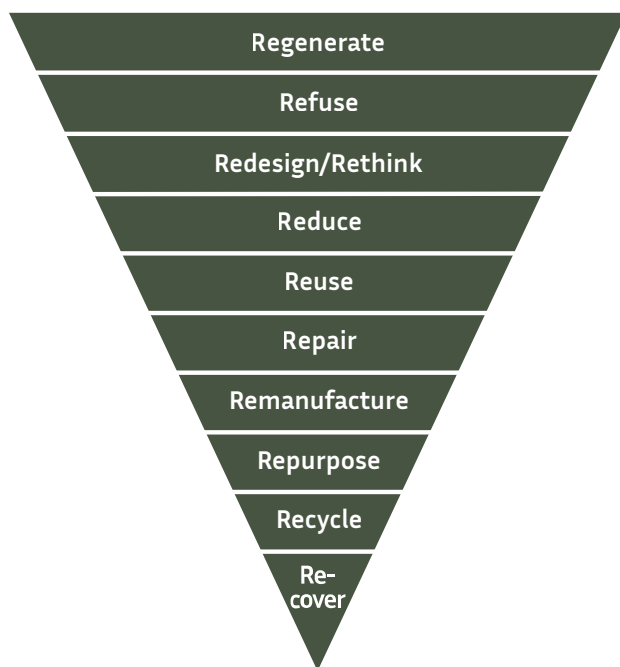 Regenerate
Refuse
Redesign/Rethink
Reduce
Reuse
Repair
Remanufacture
Repurpose
Recycle
Re-
cover